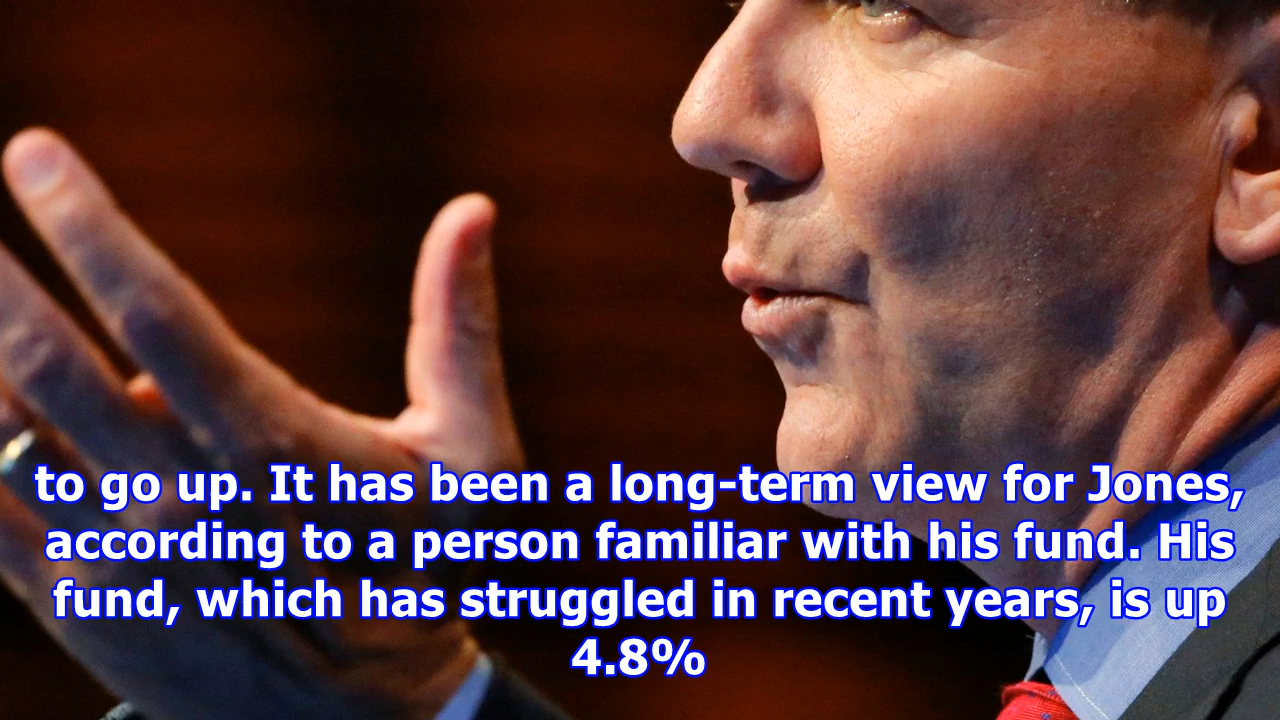 to go up. It has been a long-term view for Jones,
according to a person familiar with his fund. His
fund, which has struggled in recent years, is up
4.8%